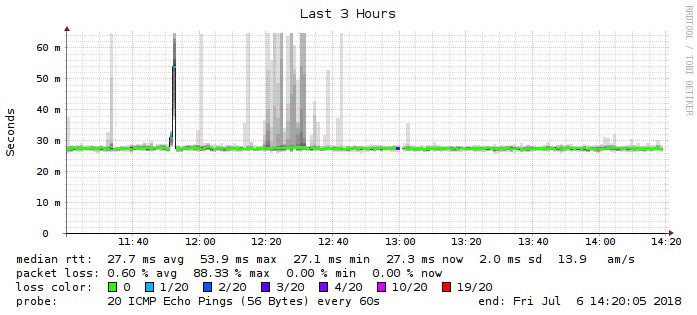 Last 3 Hours
RRDTOOL / TOBI OETIKER
Seconds
60 m
50 m
40 m
30 m
20 m
10 m
0
11:40 12:00 12:20 12:40 13:00 13:20 13:40 14:00 14:20
median rtt: 27.7 ms avg 53.9 ms max 27.1 ms min 27.3 ms now 2.0 ms sd 13.9 am/s
packet loss: 0.60 % avg 88.33 % max 0.00 % min 0.00 % now
loss color: 0 1/20 2/20 3/20 4/20 10/20 19/20
probe: 20 ICMP Echo Pings (56 Bytes) every 60s end: Fri Jul 6 14:20:05 2018